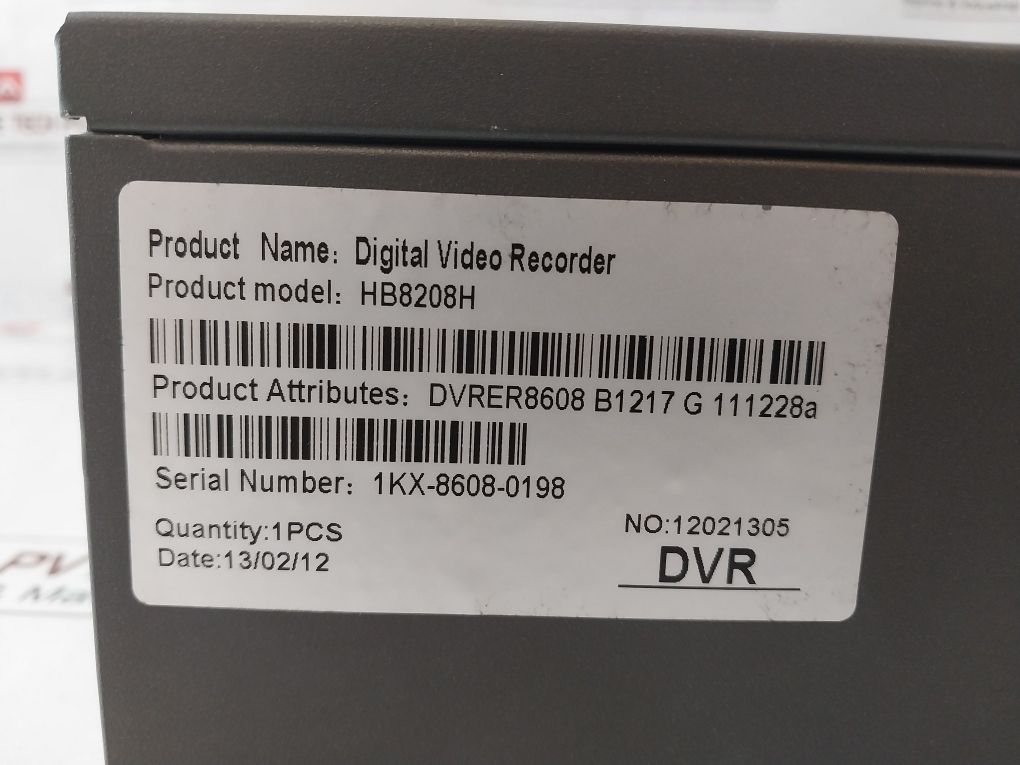 Product Name: Digital Video Recorder
Product model: HB8208H
Product Attributes: DVRER8608 B1217 G 111228a
Serial Number: 1KX-8608-0198
Quantity:1PCS
Date:13/02/12
NO:12021305
DVR